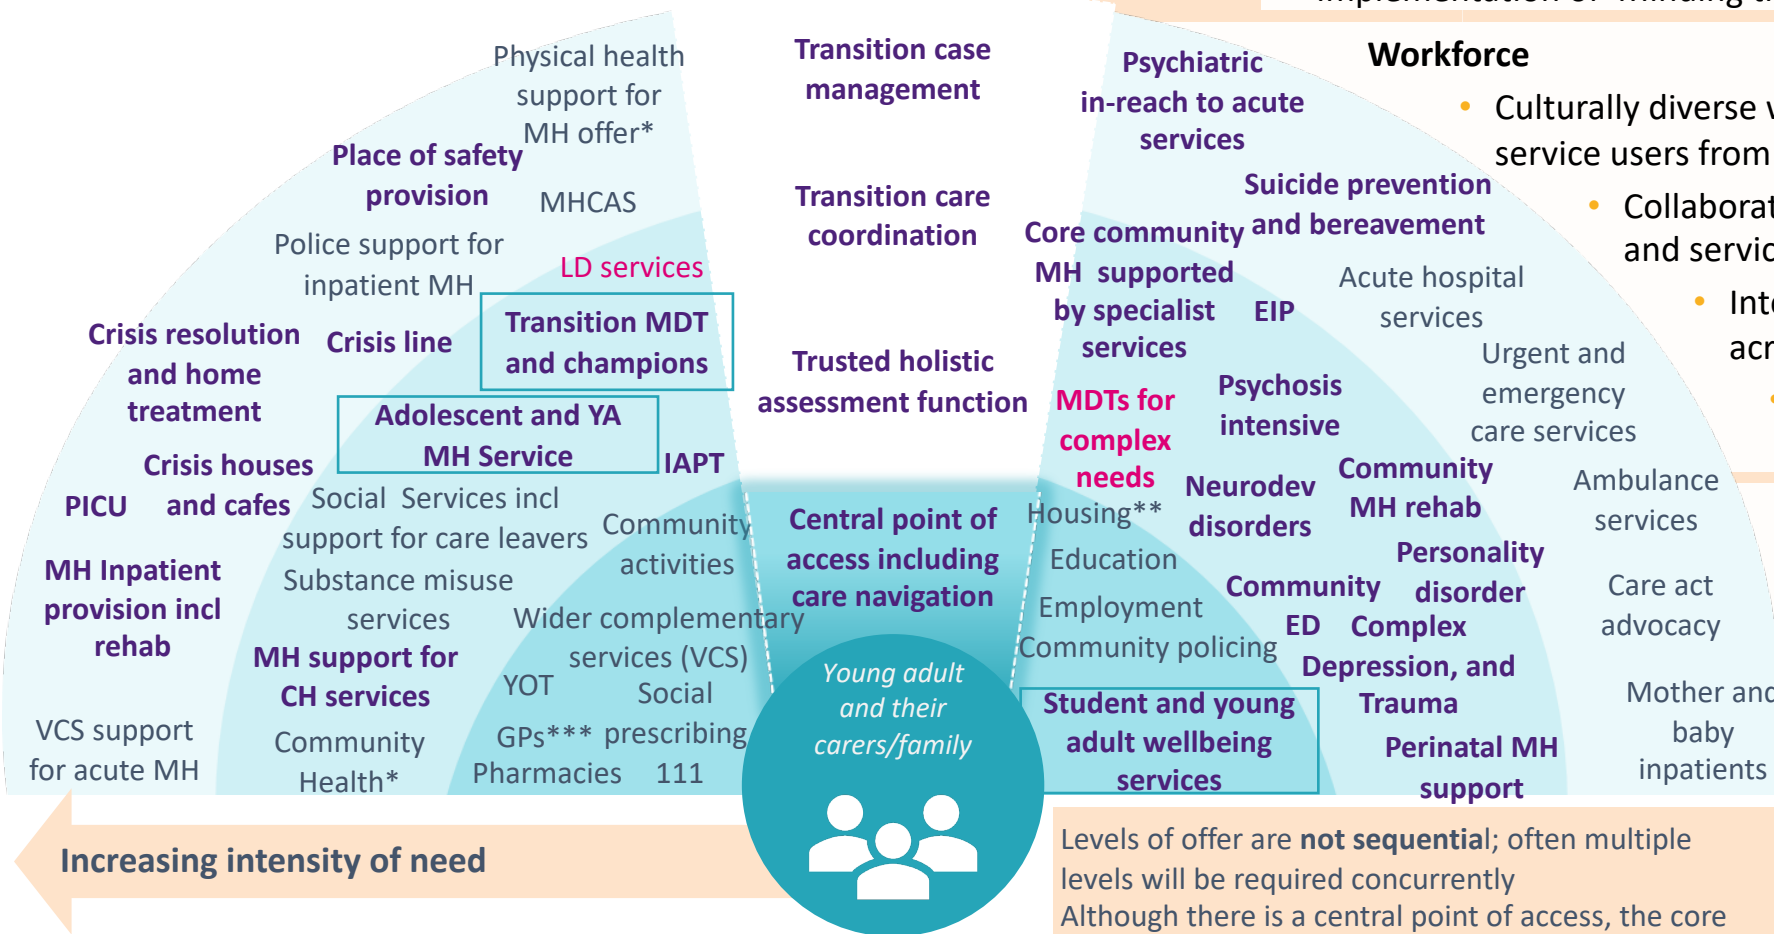 Physical health
support for
MH offer*
Place of safety
provision
MHCAS
Police support for
inpatient MH
LD services
Crisis resolution
and home
treatment
Crisis line
Transition MDT
and champions
Adolescent and YA
MH Service
IAPT
Crisis houses
and cafes
PICU
Social Services incl
support for care leavers
Community
activities
MH Inpatient
provision incl
rehab
Substance misuse
services
Wider complementary
services (VCS)
MH support for
CH services
YOT
Social
prescribing
GPs***
Pharmacies
111
VCS support
for acute MH
Community
Health*
Transition case
management
Transition care
coordination
Trusted holistic
assessment function
Central point of
access including
care navigation
Young adult
and their
carers/family
Psychiatric
in-reach to acute
services
Suicide prevention
and bereavement
Core community
MH supported
by specialist
services
EIP
Acute hospital
services
Urgent and
emergency
care services
MDTs for
complex
needs
Psychosis
intensive
Housing**
Neurodev
disorders
Community
MH rehab
Ambulance
services
Education
Employment
Community policing
Community
ED
Personality
disorder
Complex
Depression, and
Trauma
Care act
advocacy
Student and young
adult wellbeing
services
Perinatal MH
support
Mother and
baby
inpatients
Workforce
• Culturally diverse
service users from
• 
and
• 
Increasing intensity of need
Levels of offer are not sequential; often multiple
levels will be required concurrently
Although there is a central point of access, the core